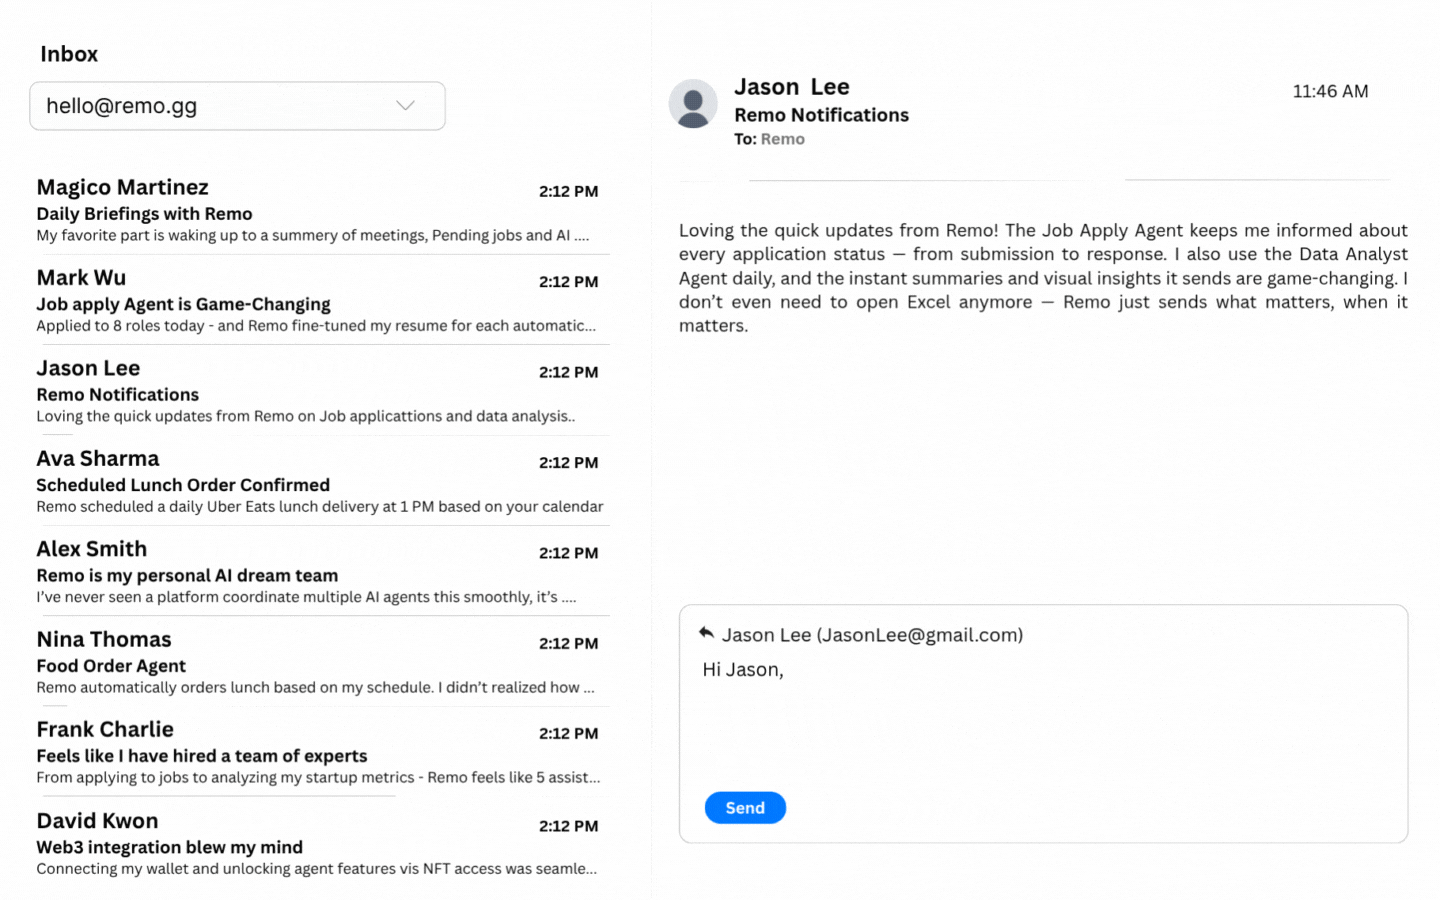 Inbox
hello@remo.gg
Magico Martinez
2:12 PM
Daily Briefings with Remo
My favorite part is waking up to a summery of meetings, Pending jobs and AI ....
Mark Wu
2:12 PM
Job apply Agent is Game-Changing
Applied to 8 roles today - and Remo fine-tuned my resume for each automatic...
Jason Lee
2:12 PM
Remo Notifications
Loving the quick updates from Remo on Job applicattions and data analysis..
Ava Sharma
2:12 PM
Scheduled Lunch Order Confirmed
Remo scheduled a daily Uber Eats lunch delivery at 1 PM based on your calendar
Alex Smith
2:12 PM
Remo is my personal AI dream team
I’ve never seen a platform coordinate multiple AI agents this smoothly, it’s ....
Nina Thomas
2:12 PM
Food Order Agent
Remo automatically orders lunch based on my schedule. I didn’t realized how ...
Frank Charlie
2:12 PM
Feels like I have hired a team of experts
From applying to jobs to analyzing my startup metrics - Remo feels like 5 assist...
David Kwon
2:12 PM
Web3 integration blew my mind
Connecting my wallet and unlocking agent features vis NFT access was seamle...
Jason Lee
11:46 AM
Remo Notifications
To: Remo
Loving the quick updates from Remo! The Job Apply Agent keeps me informed about
every application status — from submission to response. I also use the Data Analyst
Agent daily, and the instant summaries and visual insights it sends are game-changing. I
don’t even need to open Excel anymore — Remo just sends what matters, when it
matters.
Jason Lee (JasonLee@gmail.com)
Hi Jason,
Send